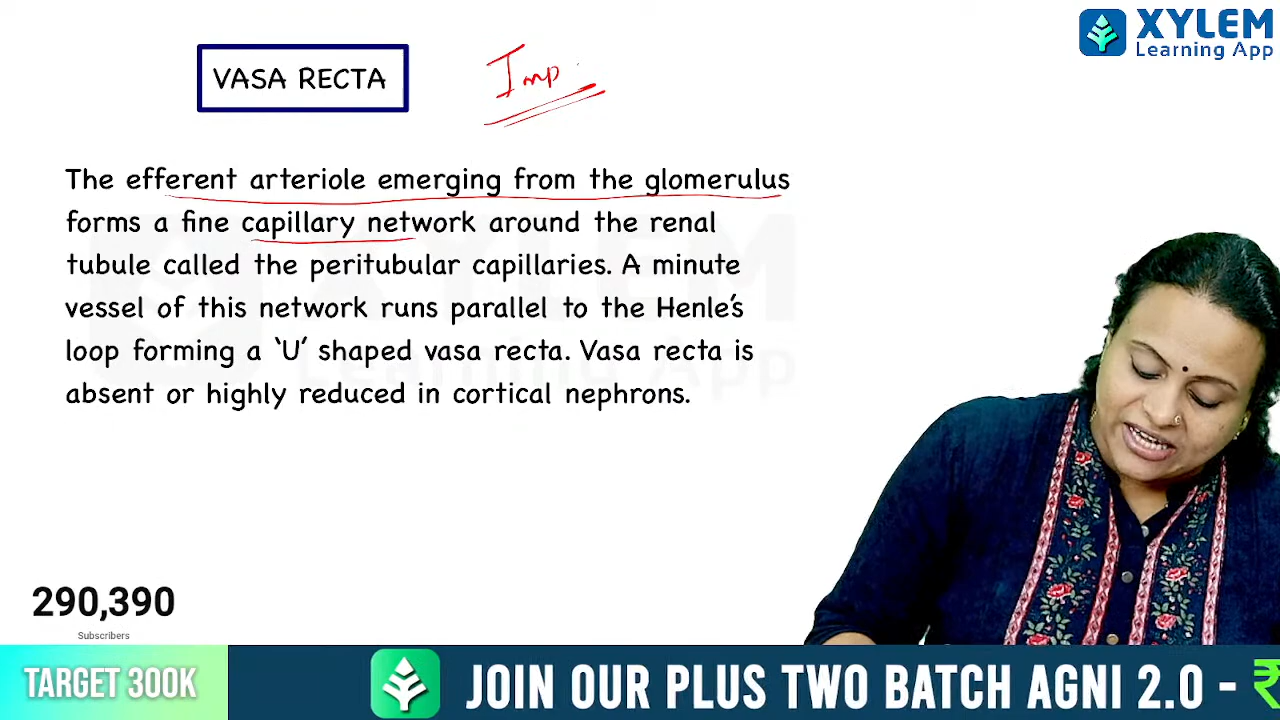 XYLEM
Learning App
VASA RECTA
Imp
The efferent arteriole emerging from the glomerulus
forms a fine capillary network around the renal
tubule called the peritubular capillaries. A minute
vessel of this network runs parallel to the Henle's
loop forming a 'U' shaped vasa recta. Vasa recta is
absent or highly reduced in cortical nephrons.
XYLEM
Learning App
290,390
Subscribers
TARGET 300K
JOIN OUR PLUS TWO BATCH AGNI 2.0 - ₹